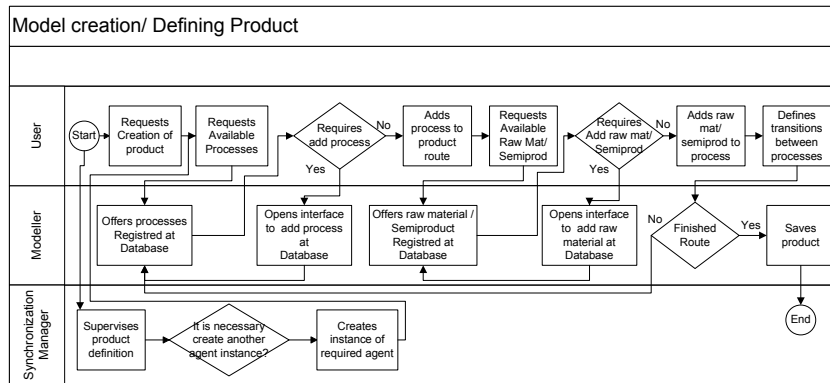 Model creation/ Defining Product
User
Start
Requests
Creation of
product
Requests
Available
Processes
Requires
add process
No
Yes
Adds
process to
product
route
Requests
Available
Raw Mat/
Semiprod
Requires
Add raw mat/
Semiprod
No
Yes
Adds raw
mat/
semiprod to
process
Defines
transitions
between
processes
Modeller
Offers processes
Registred at
Database
Opens interface
to add process
at
Database
Offers raw material /
Semiproduct
Registred at
Database
Opens interface
to add raw
material at
Database
No
Finished
Route
Yes
Saves
product
Synchronization
Manager
Supervises
product
definition
It is necessary
create another
agent instance?
Creates
instance of
required agent
End